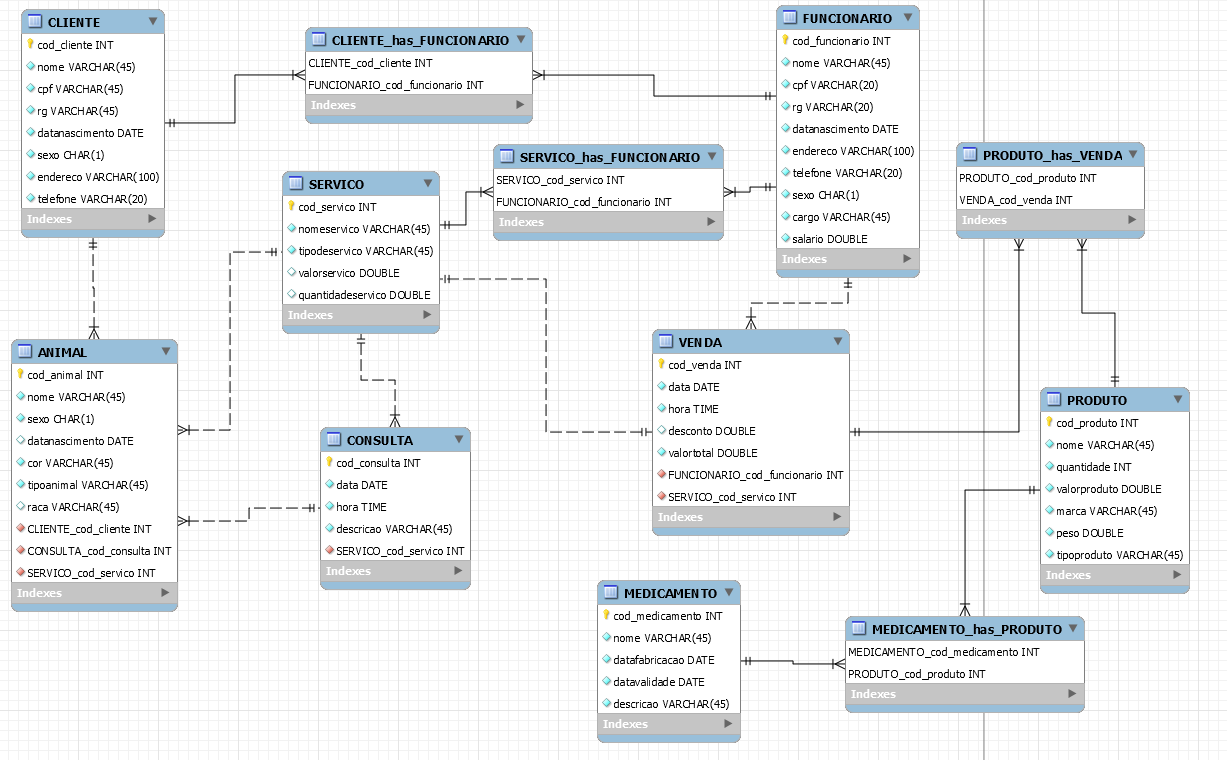 CLIENTE
cod_cliente INT
nome VARCHAR(45)
cpf VARCHAR(45)
rg VARCHAR(45)
datanascimento DATE
sexo CHAR(1)
endereco VARCHAR(100)
telefone VARCHAR(20)
Indexes
CLIENTE_has_FUNCIONARIO
CLIENTE_cod_cliente INT
FUNCIONARIO_cod_funcionario INT
Indexes
FUNCIONARIO
cod_funcionario INT
nome VARCHAR(45)
cpf VARCHAR(20)
rg VARCHAR(20)
datanascimento DATE
endereco VARCHAR(100)
telefone VARCHAR(20)
sexo CHAR(1)
cargo VARCHAR(45)
salario DOUBLE
Indexes
SERVICO_has_FUNCIONARIO
SERVICO_cod_servico INT
FUNCIONARIO_cod_funcionario INT
Indexes
PRODUTO_has_VENDA
PRODUTO_cod_produto INT
VENDA_cod_venda INT
Indexes
SERVICO
cod_servico INT
nomeservico VARCHAR(45)
tipodeservico VARCHAR(45)
valorservico DOUBLE
quantidadeservico DOUBLE
Indexes
ANIMAL
cod_animal INT
nome VARCHAR(45)
sexo CHAR(1)
datanascimento DATE
cor VARCHAR(45)
tipoanimal VARCHAR(45)
raca VARCHAR(45)
CLIENTE_cod_cliente INT
CONSULTA_cod_consulta INT
SERVICO_cod_servico INT
Indexes
CONSULTA
cod_consulta INT
data DATE
hora TIME
descricao VARCHAR(45)
SERVICO_cod_servico INT
Indexes
VENDA
cod_venda INT
data DATE
hora TIME
desconto DOUBLE
valortotal DOUBLE
FUNCIONARIO_cod_funcionario INT
SERVICO_cod_servico INT
Indexes
PRODUTO
cod_produto INT
nome VARCHAR(45)
quantidade INT
valorproduto DOUBLE
marca VARCHAR(45)
peso DOUBLE
tipoproduto VARCHAR(45)
Indexes
MEDICAMENTO
cod_medicamento INT
nome VARCHAR(45)
datafabricacao DATE
datavalidade DATE
descricao VARCHAR(45)
Indexes
MEDICAMENTO_has_PRODUTO
MEDICAMENTO_cod_medicamento INT
PRODUTO_cod_produto INT
Indexes